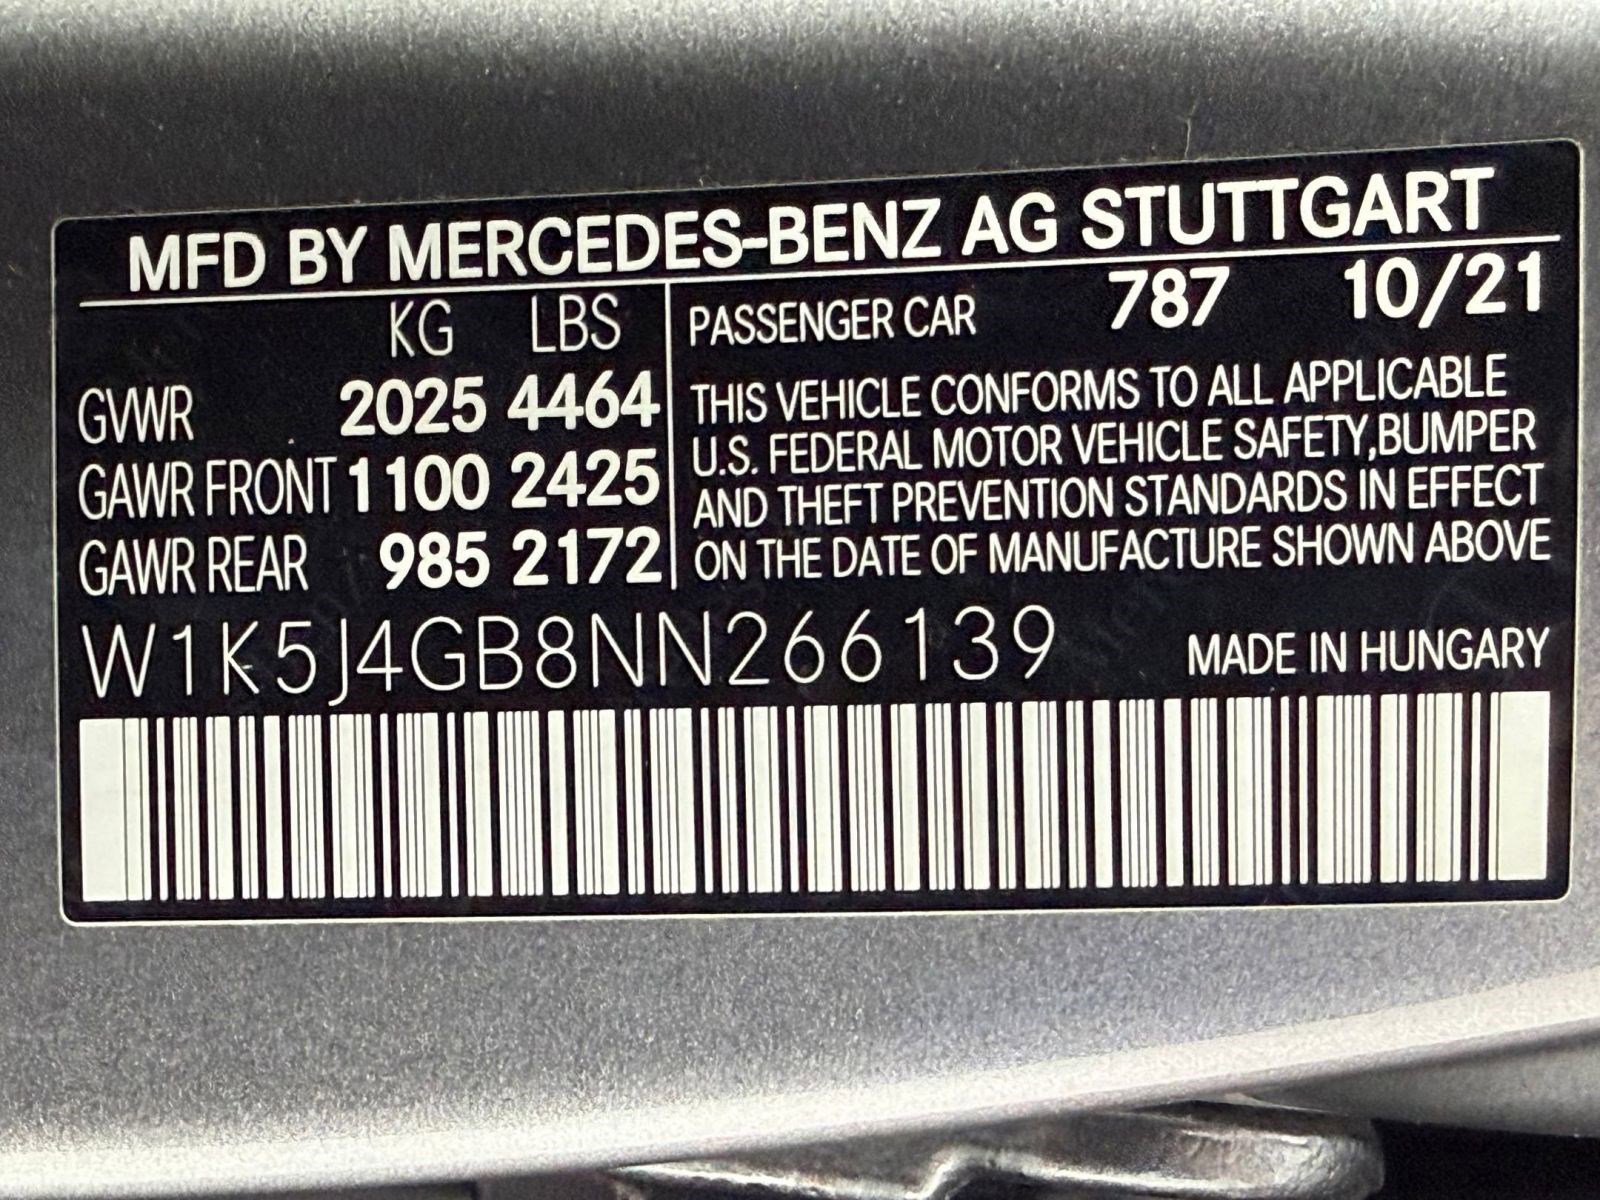 MFD BY MERCEDES-BENZ AG STUTTGART
KG LBS
GVWR 2025 4464
GAWR FRONT 1100 2425
GAWR REAR 985 2172
PASSENGER CAR 787 10/21
THIS VEHICLE CONFORMS TO ALL APPLICABLE
U.S. FEDERAL MOTOR VEHICLE SAFETY,BUMPER
AND THEFT PREVENTION STANDARDS IN EFFECT
ON THE DATE OF MANUFACTURE SHOWN ABOVE
W1K5J4GB8NN266139
MADE IN HUNGARY